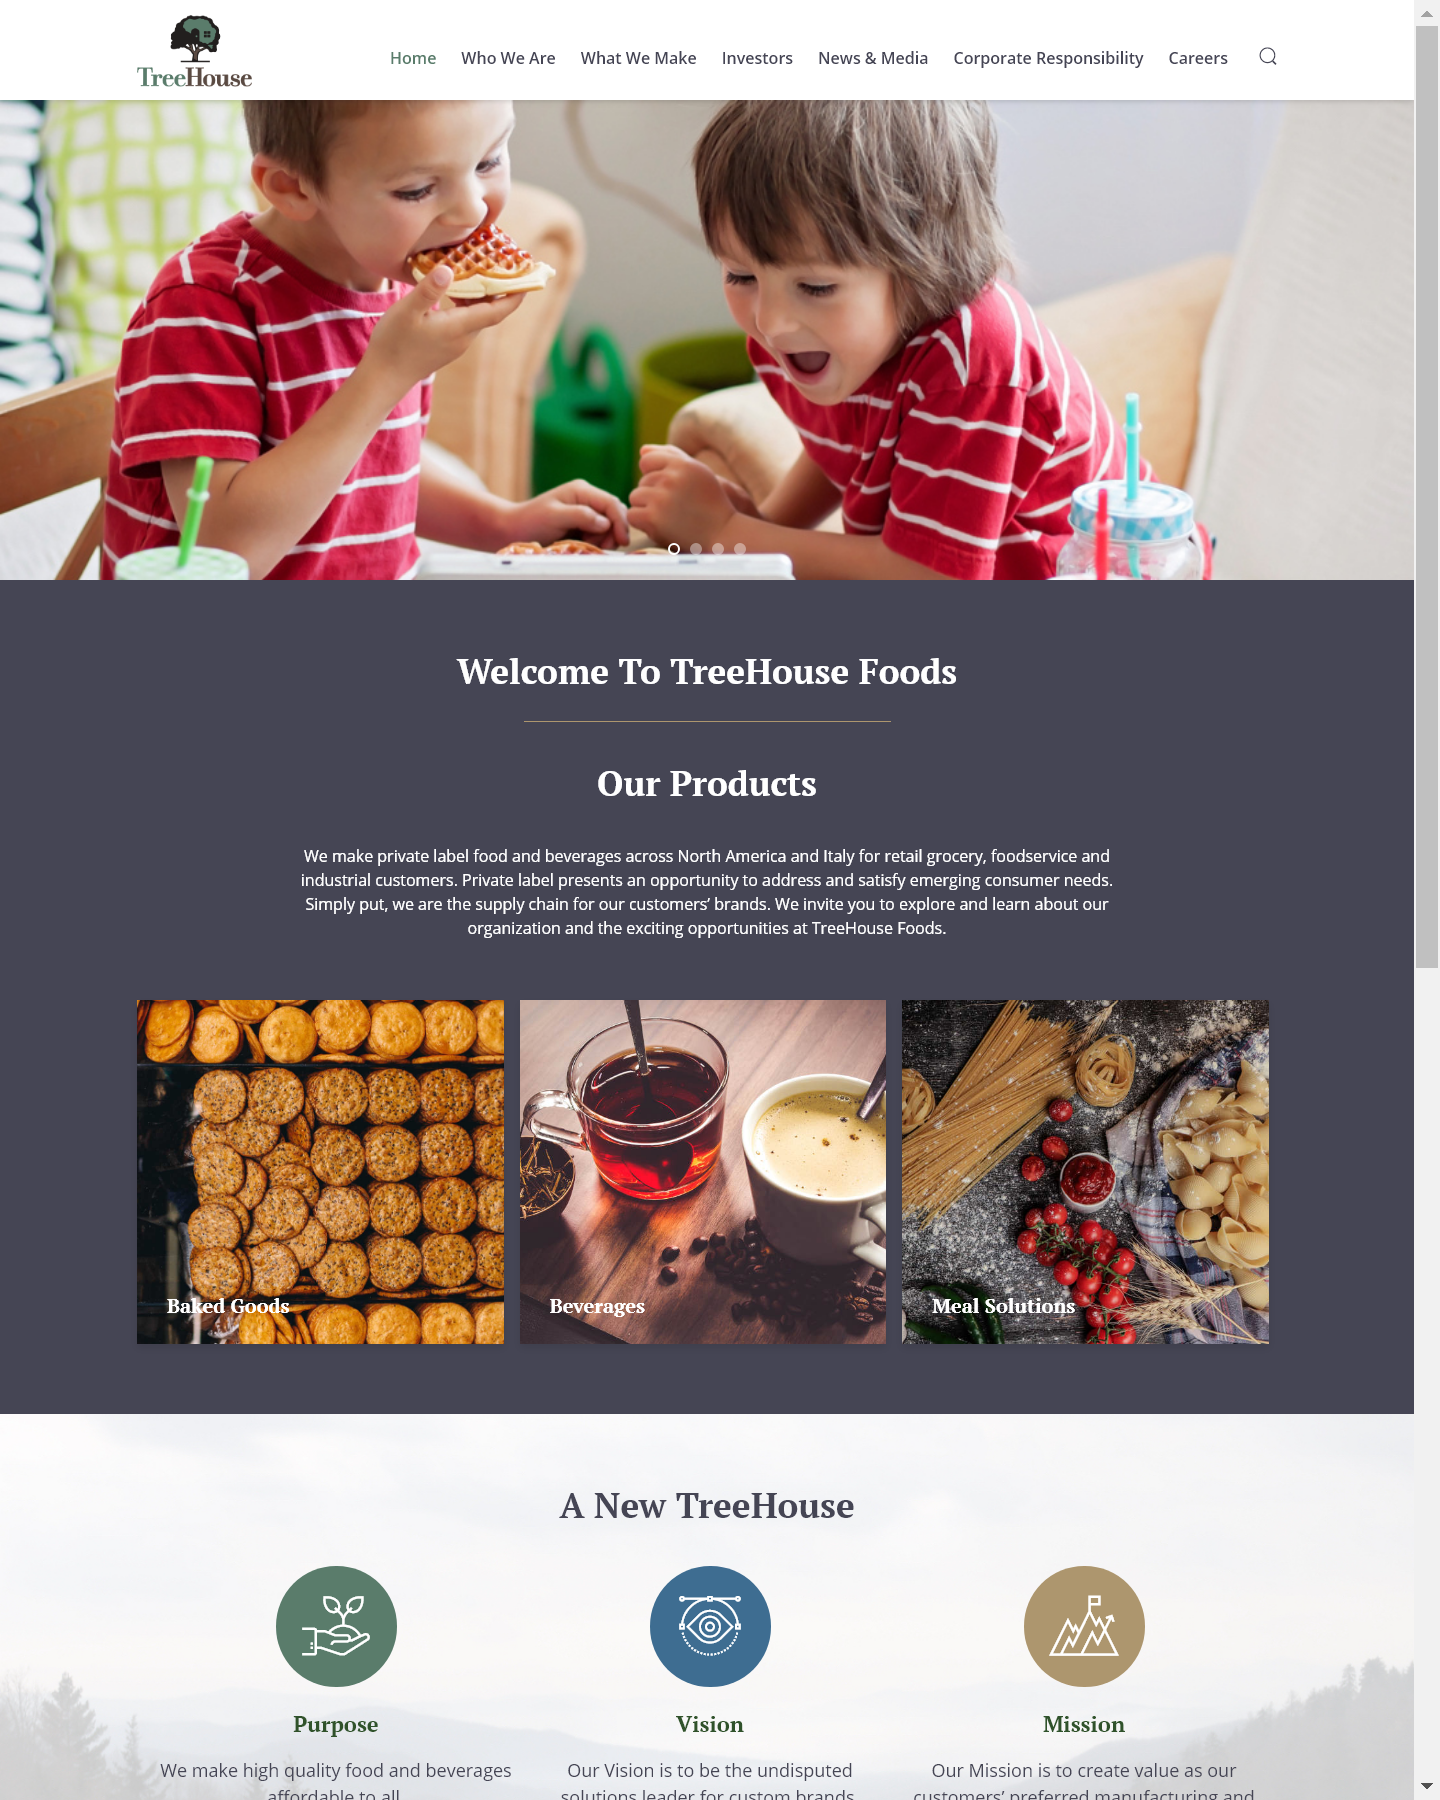 TreeHouse
Home Who We Are What We Make Investors News & Media Corporate Responsibility Careers
Welcome To TreeHouse Foods
Our Products
We make private label food and beverages across North America and Italy for retail grocery, foodservice and
industrial customers. Private label presents an opportunity to address and satisfy emerging consumer needs.
Simply put, we are the supply chain for our customers’ brands. We invite you to explore and learn about our
organization and the exciting opportunities at TreeHouse Foods.
Baked Goods
Beverages
Meal Solutions
A New TreeHouse
Purpose
We make high quality food and beverages
affordable to all.
Vision
Our Vision is to be the undisputed
solutions leader for custom brands
Mission
Our Mission is to create value as our
customers’ preferred manufacturing and